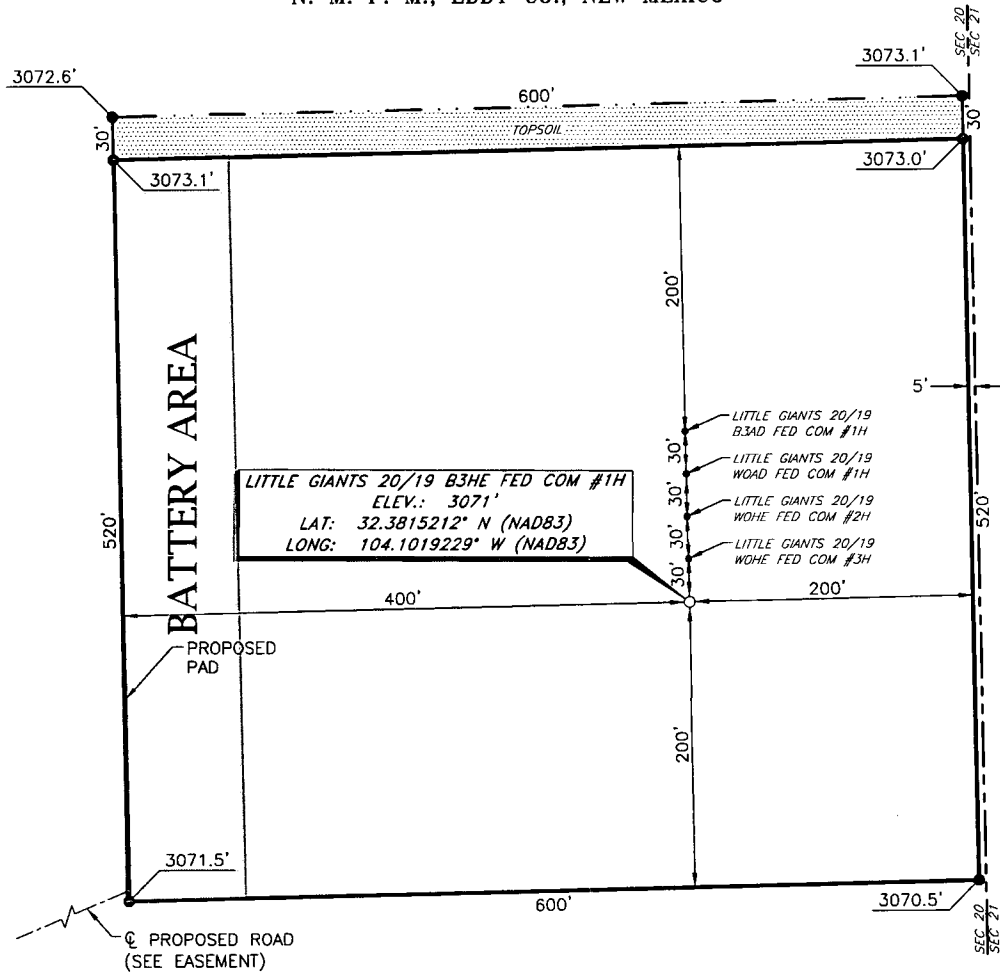 N. M. P. M., EDDY CO., NEW MEXICO
SEC 20
SEC 21
3072.6'
3073.1'
600'
30'
TOPSOIL
30'
3073.1'
3073.0'
200'
BATTERY AREA
5'
LITTLE GIANTS 20/19
B3AD FED COM #1H
30'
LITTLE GIANTS 20/19
WOAD FED COM #1H
30'
LITTLE GIANTS 20/19
WOHE FED COM #2H
30'
LITTLE GIANTS 20/19
WOHE FED COM #3H
30'
LITTLE GIANTS 20/19 B3HE FED COM #1H
ELEV.: 3071'
LAT: 32.3815212° N (NAD83)
LONG: 104.1019229° W (NAD83)
520'
520'
400'
200'
PROPOSED
PAD
200'
3071.5'
600'
3070.5'
℄ PROPOSED ROAD
(SEE EASEMENT)
SEC 20
SEC 21